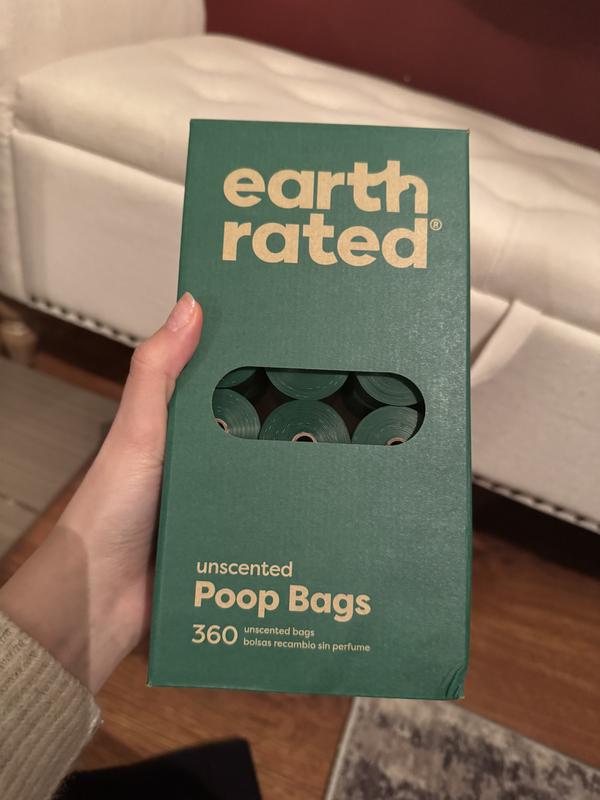 earth
rated®
unscented
Poop Bags
360 unscented bags
bolsas recambio sin perfume